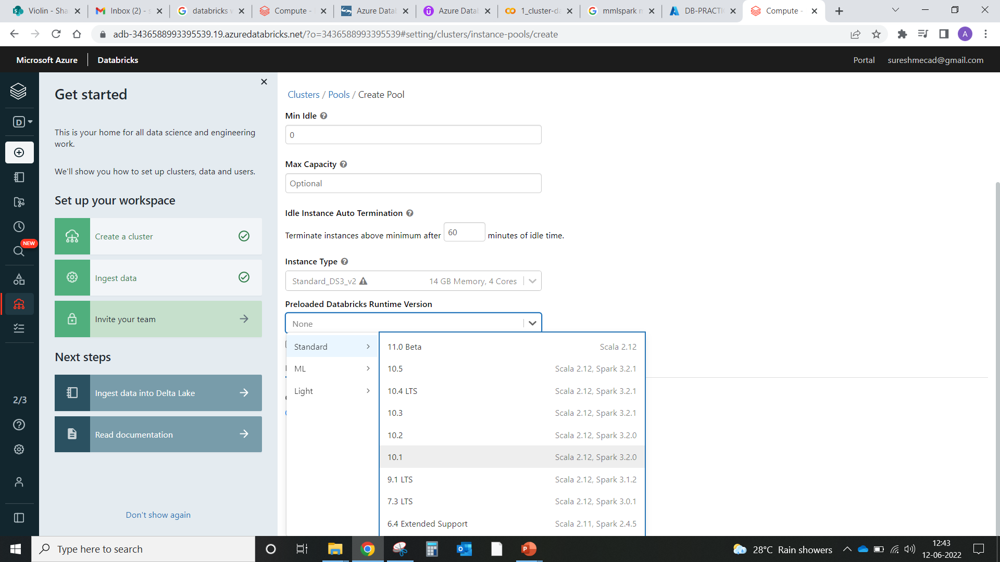 Violin - Sha
Inbox (2) - s
databricks w
Compute -
Azure Datab
Azure Datab
1_cluster-da
mmlspark m
DB-PRACTIC
Compute -
adb-3436588993395539.19.azuredatabricks.net/?o=3436588993395539#setting/clusters/instance-pools/create
A
Microsoft Azure
Databricks
Portal
sureshmecad@gmail.com
D
NEW
2/3
Get started
This is your home for all data science and engineering
work.
We'll show you how to set up clusters, data and users.
Set up your workspace
Create a cluster
Ingest data
Invite your team
Next steps
Ingest data into Delta Lake
Read documentation
Don't show again
Clusters / Pools / Create Pool
Min Idle
0
Max Capacity
Optional
Idle Instance Auto Termination
Terminate instances above minimum after 60 minutes of idle time.
Instance Type
Standard_DS3_v2 14 GB Memory, 4 Cores
Preloaded Databricks Runtime Version
None
Standard
ML
Light
11.0 Beta Scala 2.12
10.5 Scala 2.12, Spark 3.2.1
10.4 LTS Scala 2.12, Spark 3.2.1
10.3 Scala 2.12, Spark 3.2.1
10.2 Scala 2.12, Spark 3.2.0
10.1 Scala 2.12, Spark 3.2.0
9.1 LTS Scala 2.12, Spark 3.1.2
7.3 LTS Scala 2.12, Spark 3.0.1
6.4 Extended Support Scala 2.11, Spark 2.4.5
Type here to search
28°C Rain showers
12:43
12-06-2022